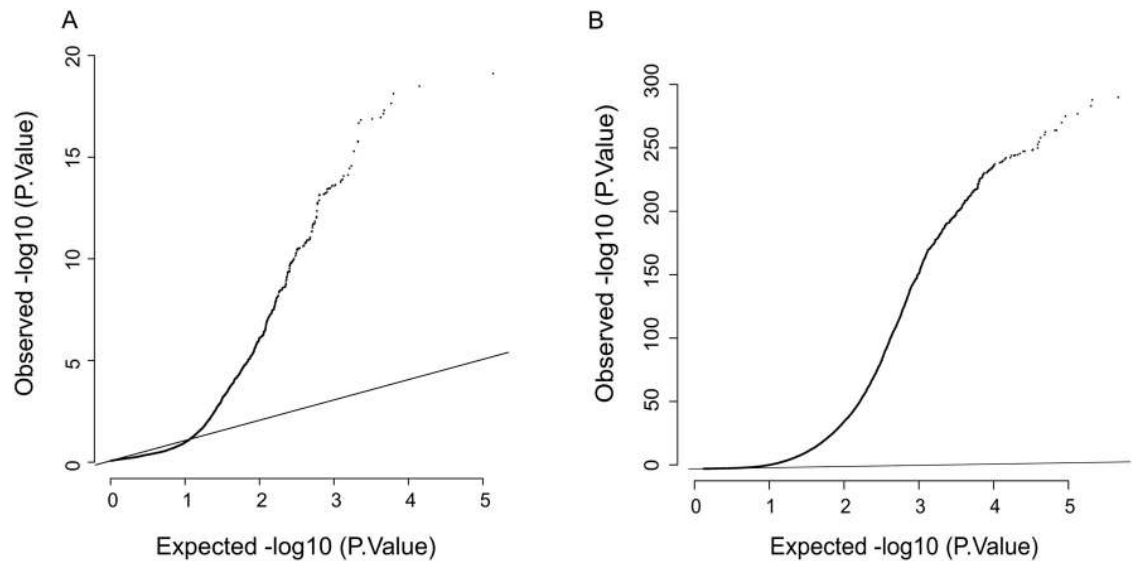 A
20
15
10
5
0
Observed -log10 (P.Value)
0 1 2 3 4 5
Expected -log10 (P.Value)
B
300
250
200
150
100
50
0
Observed -log10 (P.Value)
0 1 2 3 4 5
Expected -log10 (P.Value)